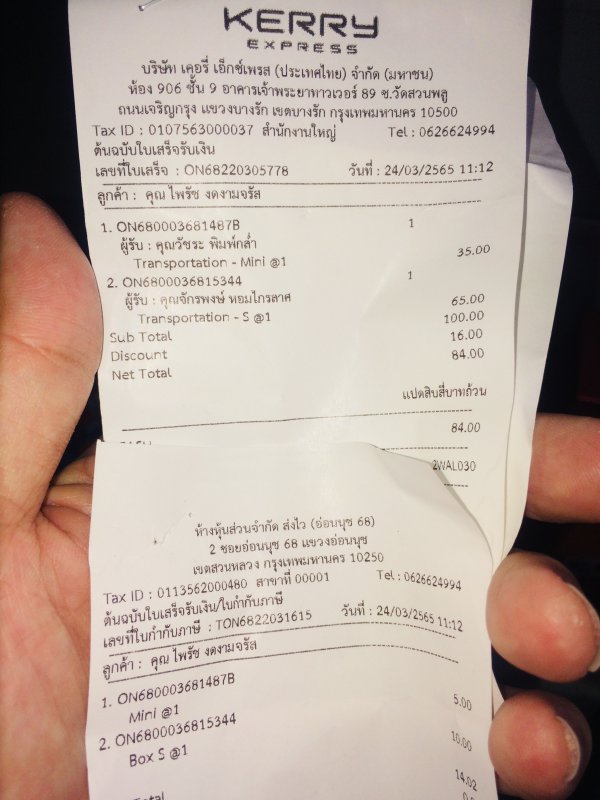 KERRY
EXPRESS
บริษัท เคอรี่ เอ็กซ์เพรส (ประเทศไทย) จำกัด (มหาชน)
ห้อง 906 ชั้น 9 อาคารเจ้าพระยาทาวเวอร์ 89 ซ.วัดสวนพลู
ถนนเจริญกรุง แขวงบางรัก เขตบางรัก กรุงเทพมหานคร 10500
Tax ID : 0107563000037 สำนักงานใหญ่ Tel : 0626624994
ต้นฉบับใบเสร็จรับเงิน
เลขที่ใบเสร็จ : ON68220305778 วันที่ : 24/03/2565 11:12
ลูกค้า : คุณ ไพรัช งดงามจรัส
1. ON680003681487B 1
ผู้รับ : คุณวัชระ พิมพ์กล่ำ
Transportation - Mini @1 35.00
2. ON6800036815344 1
ผู้รับ : คุณจักรพงษ์ หอมไกรลาศ
Transportation - S @1 65.00
Sub Total 100.00
Discount 16.00
Net Total 84.00
แปดสิบสี่บาทถ้วน
84.00
2WAL030
ห้างหุ้นส่วนจำกัด ส่งไว (อ่อนนุช 68)
2 ซอยอ่อนนุช 68 แขวงอ่อนนุช
เขตสวนหลวง กรุงเทพมหานคร 10250
Tax ID : 0113562000480 สาขาที่ 00001 Tel : 0626624994
ต้นฉบับใบเสร็จรับเงิน/ใบกำกับภาษี
เลขที่ใบกำกับภาษี : TON6822031615 วันที่ : 24/03/2565 11:12
ลูกค้า : คุณ ไพรัช งดงามจรัส
1. ON680003681487B
Mini @1 5.00
2. ON6800036815344
Box S @1 10.00
Total 14.02